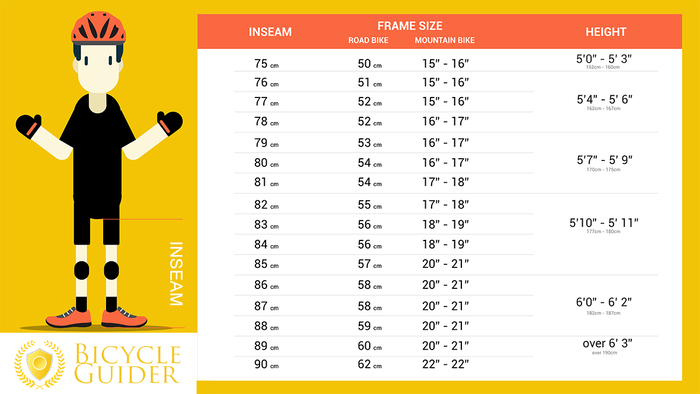 INSEAM FRAME SIZE HEIGHT
ROAD BIKE MOUNTAIN BIKE
75 cm 50 cm 15” - 16” 5’0” - 5’ 3”
152cm - 160cm
76 cm 51 cm 15” - 16”
77 cm 52 cm 15” - 16” 5’4” - 5’ 6”
162cm - 167cm
78 cm 52 cm 16” - 17”
79 cm 53 cm 16” - 17”
80 cm 54 cm 16” - 17” 5’7” - 5’ 9”
170cm - 175cm
81 cm 54 cm 17” - 18”
82 cm 55 cm 17” - 18”
83 cm 56 cm 18” - 19” 5’10” - 5’ 11”
177cm - 180cm
84 cm 56 cm 18” - 19”
85 cm 57 cm 20” - 21”
86 cm 58 cm 20” - 21”
87 cm 58 cm 20” - 21” 6’0” - 6’ 2”
182cm - 187cm
88 cm 59 cm 20” - 21”
89 cm 60 cm 20” - 21” over 6’ 3”
over 190cm
90 cm 62 cm 22” - 22”
INSEAM
BICYCLE
GUIDER